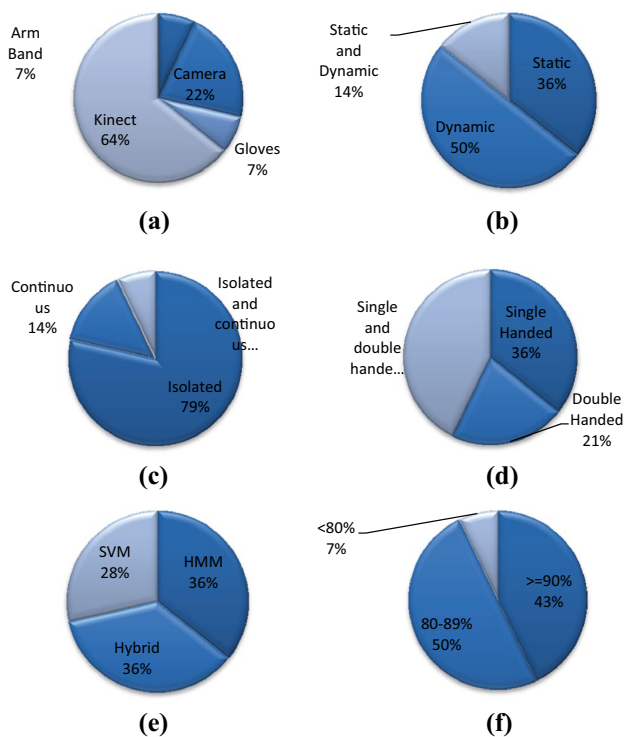 Arm
Band
7%
Camera
22%
Kinect
64%
Gloves
7%
(a)
Static
and
Dynamic
14%
Static
36%
Dynamic
50%
(b)
Continuo
us
14%
Isolated
and
continuo
us...
Isolated
79%
(c)
Single
and
double
hande...
Single
Handed
36%
Double
Handed
21%
(d)
SVM
28%
HMM
36%
Hybrid
36%
(e)
<80%
7%
>=90%
43%
80-89%
50%
(f)